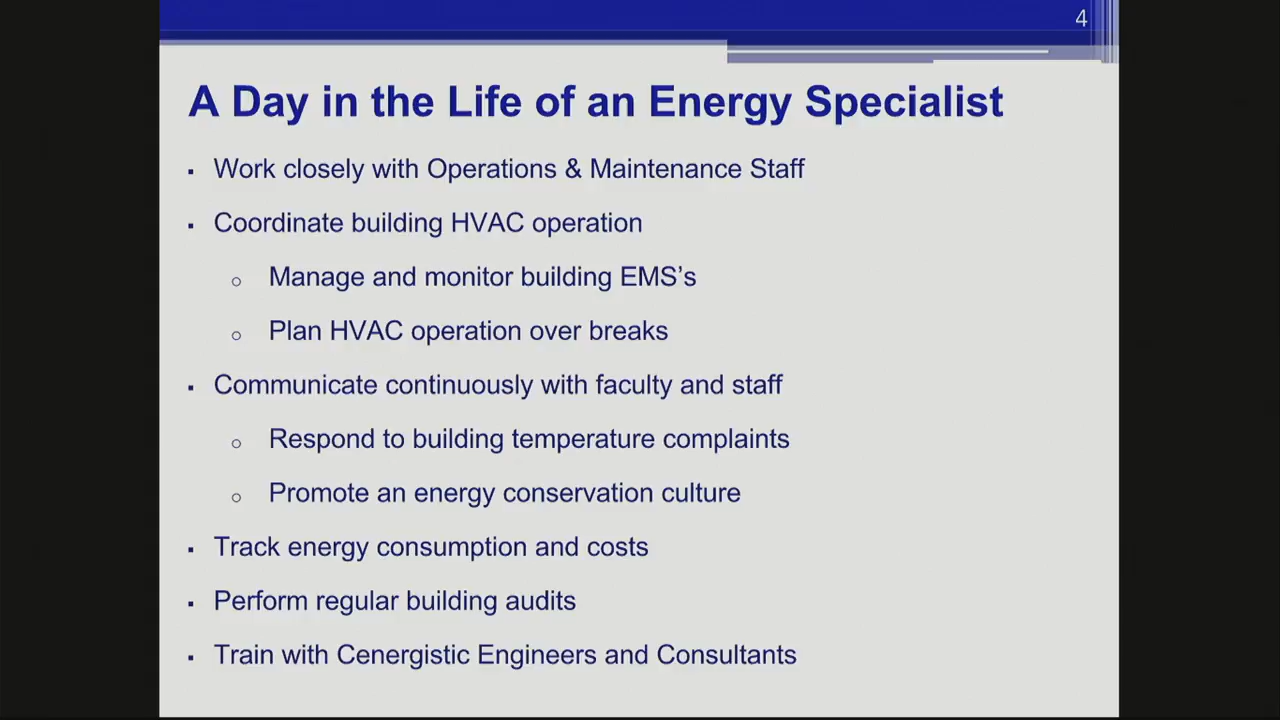 4
A Day in the Life of an Energy Specialist
▪ Work closely with Operations & Maintenance Staff
▪ Coordinate building HVAC operation
o Manage and monitor building EMS’s
o Plan HVAC operation over breaks
▪ Communicate continuously with faculty and staff
o Respond to building temperature complaints
o Promote an energy conservation culture
▪ Track energy consumption and costs
▪ Perform regular building audits
▪ Train with Cenergistic Engineers and Consultants